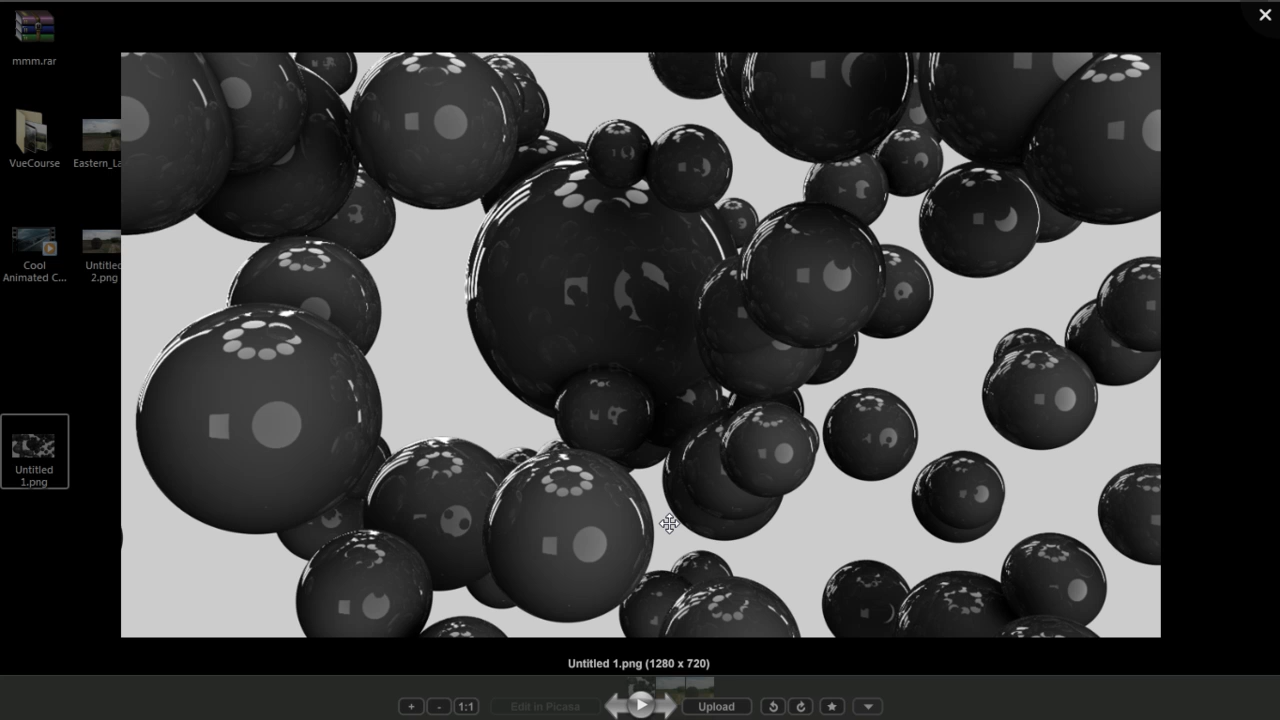 mmm.rar
VueCourse
Eastern_La
Cool
Animated C...
Untitled
2.png
Untitled
1.png
Untitled 1.png (1280 x 720)
+
-
1:1
Edit in Picasa
Upload